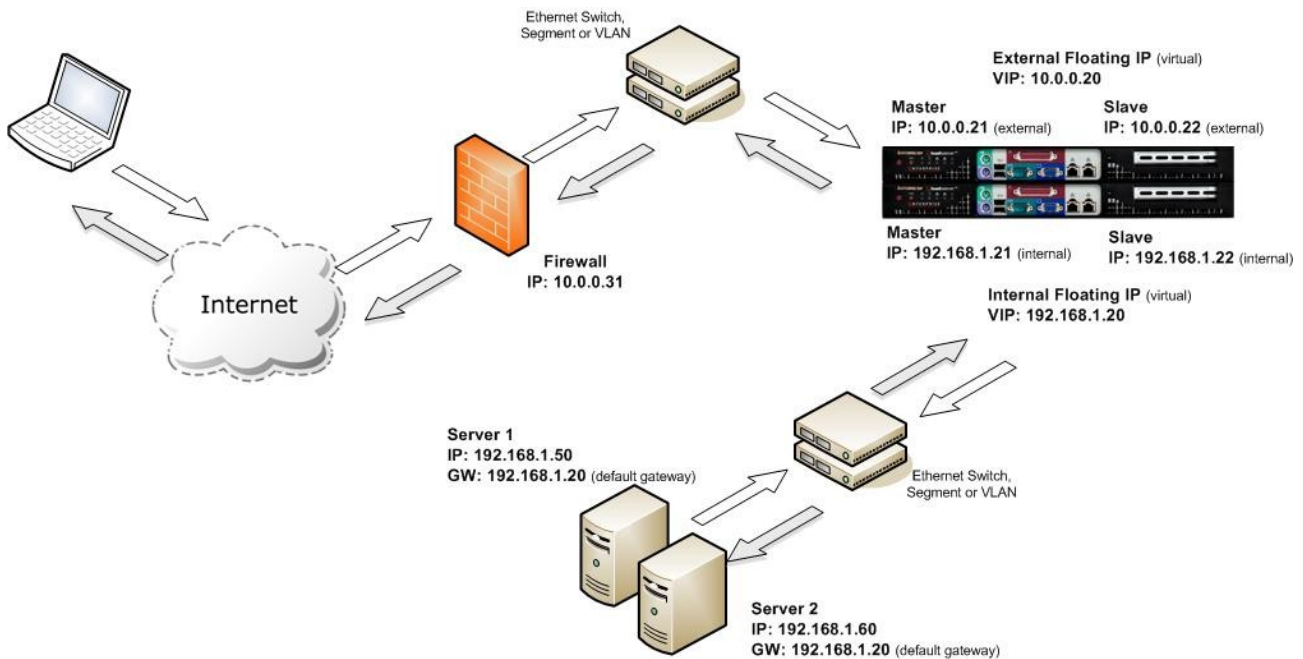 Ethernet Switch,
Segment or VLAN
External Floating IP (virtual)
VIP: 10.0.0.20
Master
IP: 10.0.0.21 (external)
Slave
IP: 10.0.0.22 (external)
Master
IP: 192.168.1.21 (internal)
Slave
IP: 192.168.1.22 (internal)
Internal Floating IP (virtual)
VIP: 192.168.1.20
Firewall
IP: 10.0.0.31
Internet
Server 1
IP: 192.168.1.50
GW: 192.168.1.20 (default gateway)
Ethernet Switch,
Segment or VLAN
Server 2
IP: 192.168.1.60
GW: 192.168.1.20 (default gateway)